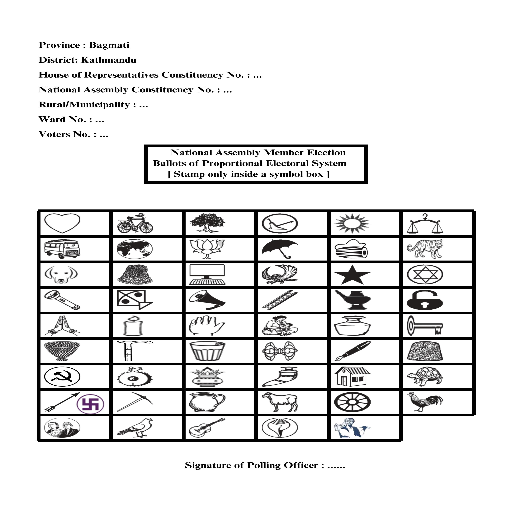 Province : Bagmati
District: Kathmandu
House of Representatives Constituency No. : ...
National Assembly Constituency No. : ...
Rural/Municipality : ...
Ward No. : ...
Voters No. : ...
National Assembly Member Election
Ballots of Proportional Electoral System
[ Stamp only inside a symbol box ]
Signature of Polling Officer : ......